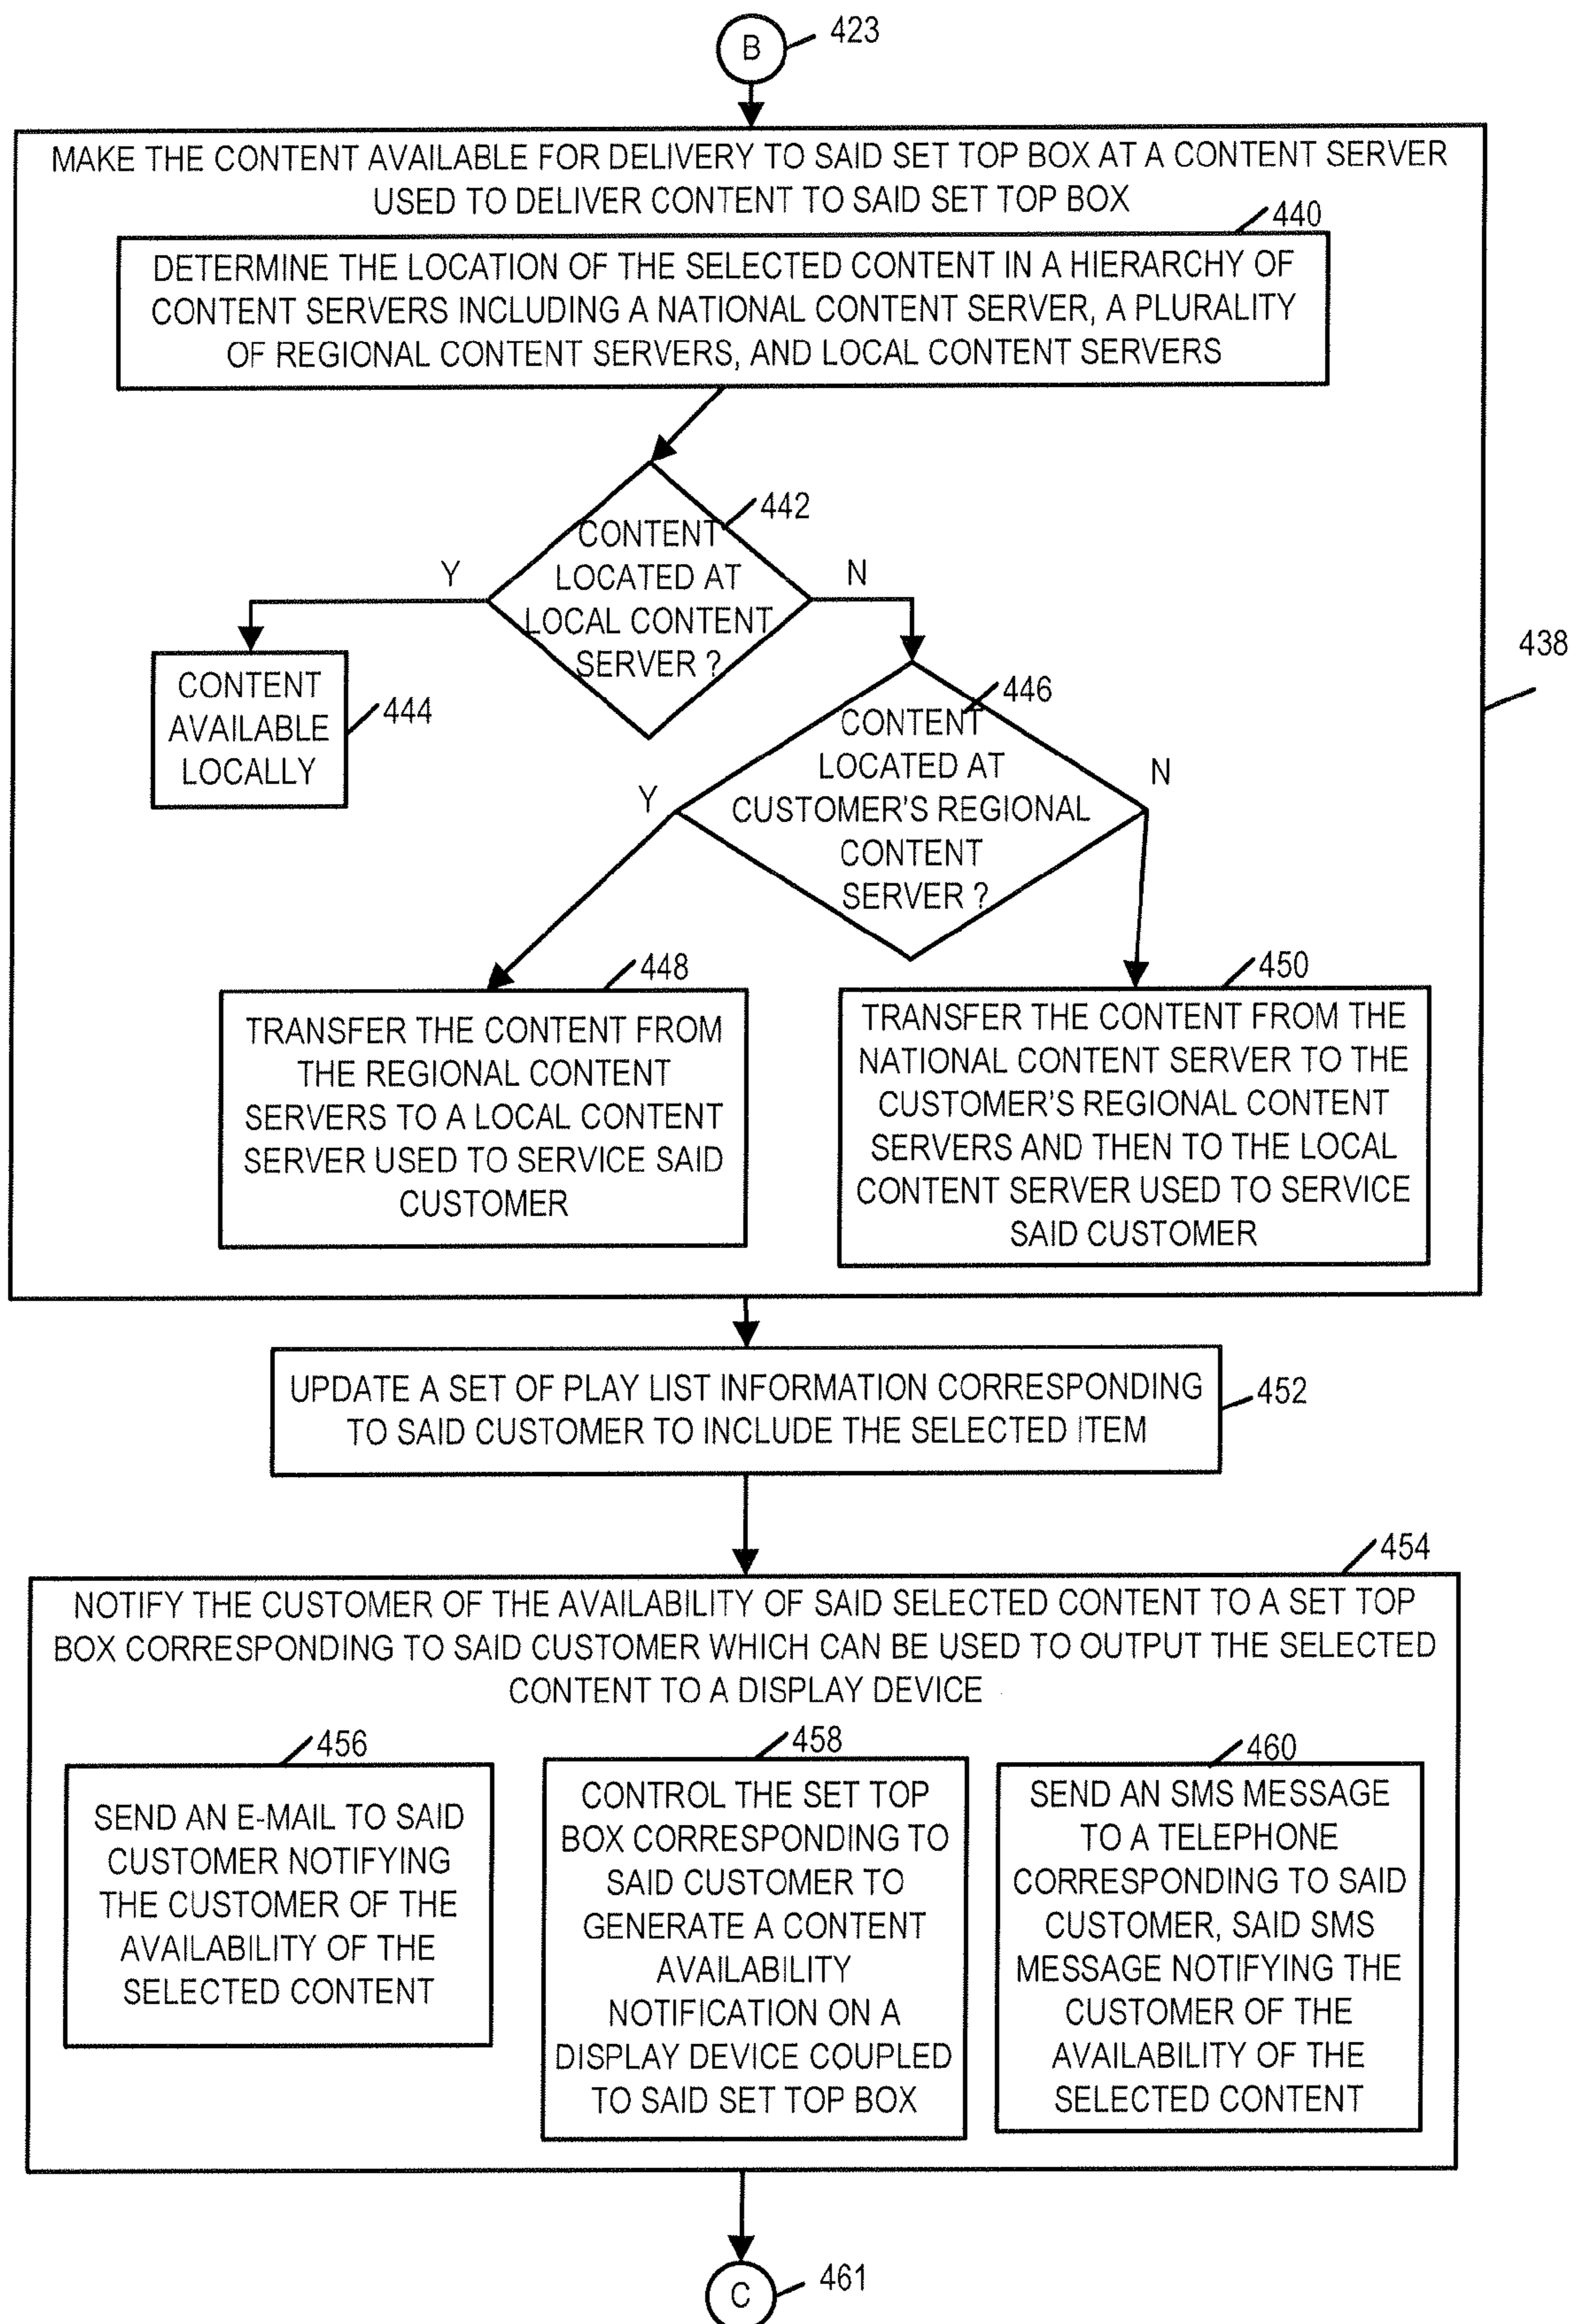 B
423
MAKE THE CONTENT AVAILABLE FOR DELIVERY TO SAID SET TOP BOX AT A CONTENT SERVER
USED TO DELIVER CONTENT TO SAID SET TOP BOX
440
DETERMINE THE LOCATION OF THE SELECTED CONTENT IN A HIERARCHY OF
CONTENT SERVERS INCLUDING A NATIONAL CONTENT SERVER, A PLURALITY
OF REGIONAL CONTENT SERVERS, AND LOCAL CONTENT SERVERS
442
CONTENT
LOCATED AT
LOCAL CONTENT
SERVER ?
Y
N
438
CONTENT
AVAILABLE
LOCALLY
444
446
CONTENT
LOCATED AT
CUSTOMER'S REGIONAL
CONTENT
SERVER ?
Y
N
448
TRANSFER THE CONTENT FROM
THE REGIONAL CONTENT
SERVERS TO A LOCAL CONTENT
SERVER USED TO SERVICE SAID
CUSTOMER
450
TRANSFER THE CONTENT FROM THE
NATIONAL CONTENT SERVER TO THE
CUSTOMER'S REGIONAL CONTENT
SERVERS AND THEN TO THE LOCAL
CONTENT SERVER USED TO SERVICE
SAID CUSTOMER
UPDATE A SET OF PLAY LIST INFORMATION CORRESPONDING
TO SAID CUSTOMER TO INCLUDE THE SELECTED ITEM
452
454
NOTIFY THE CUSTOMER OF THE AVAILABILITY OF SAID SELECTED CONTENT TO A SET TOP
BOX CORRESPONDING TO SAID CUSTOMER WHICH CAN BE USED TO OUTPUT THE SELECTED
CONTENT TO A DISPLAY DEVICE
456
SEND AN E-MAIL TO SAID
CUSTOMER NOTIFYING
THE CUSTOMER OF THE
AVAILABILITY OF THE
SELECTED CONTENT
458
CONTROL THE SET TOP
BOX CORRESPONDING TO
SAID CUSTOMER TO
GENERATE A CONTENT
AVAILABILITY
NOTIFICATION ON A
DISPLAY DEVICE COUPLED
TO SAID SET TOP BOX
460
SEND AN SMS MESSAGE
TO A TELEPHONE
CORRESPONDING TO SAID
CUSTOMER, SAID SMS
MESSAGE NOTIFYING THE
CUSTOMER OF THE
AVAILABILITY OF THE
SELECTED CONTENT
C
461